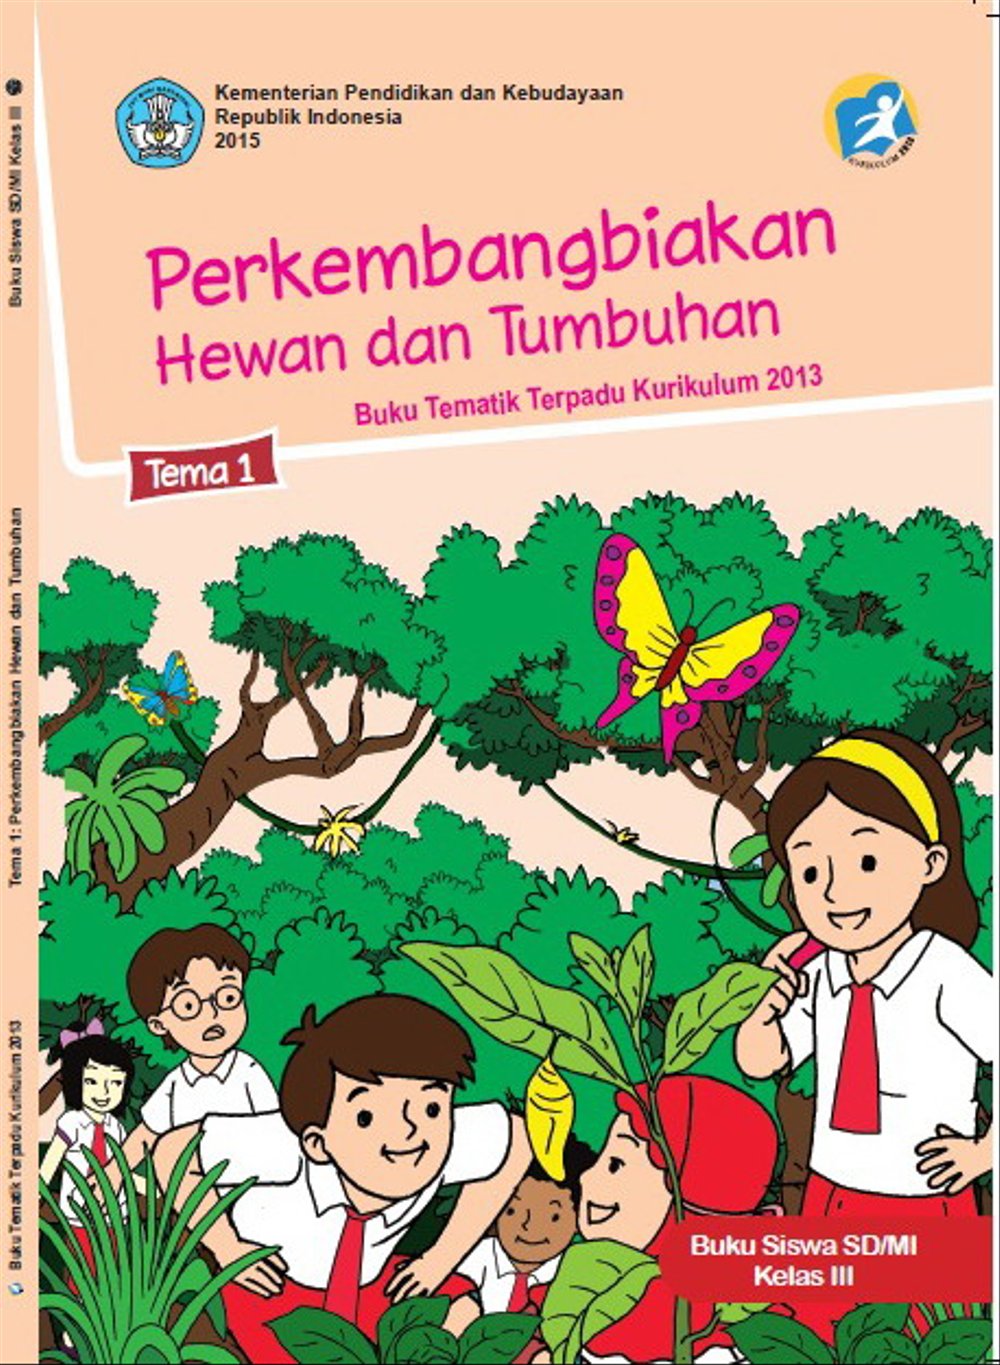 Kementerian Pendidikan dan Kebudayaan
Republik Indonesia
2015
KURIKULUM 2013
Perkembangbiakan
Hewan dan Tumbuhan
Buku Tematik Terpadu Kurikulum 2013
Tema 1
Buku Siswa SD/MI
Kelas III
Buku Siswa SD/MI Kelas III
Tema 1: Perkembangbiakan Hewan dan Tumbuhan
Buku Tematik Terpadu Kurikulum 2013